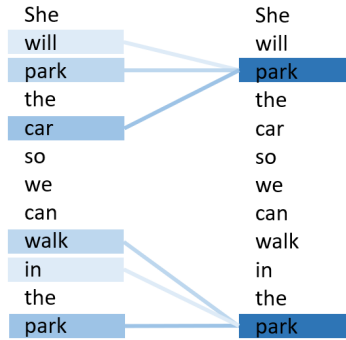 She
will
park
the
car
so
we
can
walk
in
the
park
She
will
park
the
car
so
we
can
walk
in
the
park